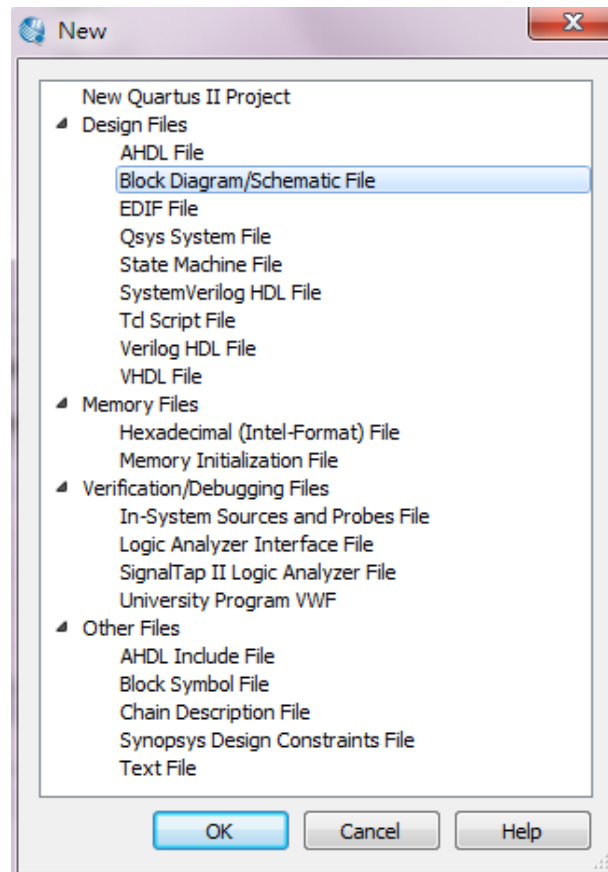 New
New Quartus II Project
Design Files
AHDL File
Block Diagram/Schematic File
EDIF File
Qsys System File
State Machine File
SystemVerilog HDL File
Tcl Script File
Verilog HDL File
VHDL File
Memory Files
Hexadecimal (Intel-Format) File
Memory Initialization File
Verification/Debugging Files
In-System Sources and Probes File
Logic Analyzer Interface File
SignalTap II Logic Analyzer File
University Program VWF
Other Files
AHDL Include File
Block Symbol File
Chain Description File
Synopsys Design Constraints File
Text File
OK Cancel Help